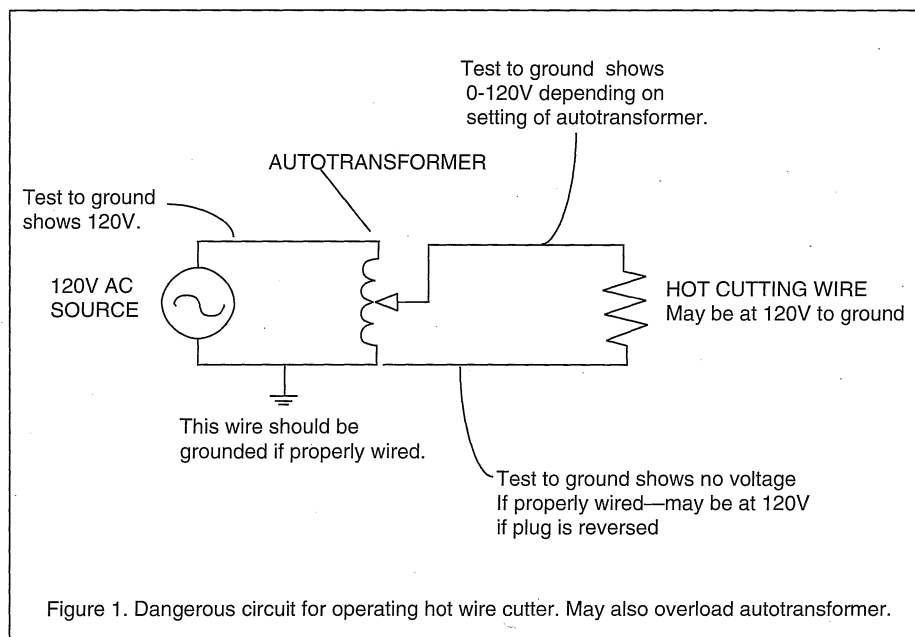 Test to ground shows
0-120V depending on
setting of autotransformer.
AUTOTRANSFORMER
Test to ground
shows 120V.
120V AC
SOURCE
HOT CUTTING WIRE
May be at 120V to ground
This wire should be
grounded if properly wired.
Test to ground shows no voltage
If properly wired—may be at 120V
if plug is reversed
Figure 1. Dangerous circuit for operating hot wire cutter. May also overload autotransformer.